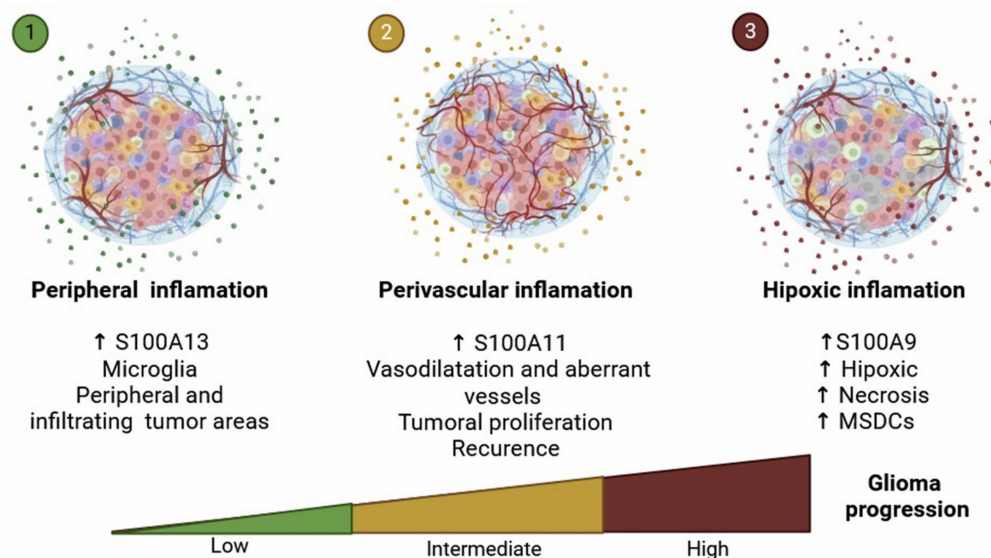 1
2
3
Peripheral inflamation
Perivascular inflamation
Hipoxic inflamation
↑ S100A13
Microglia
Peripheral and
infiltrating tumor areas
↑ S100A11
Vasodilatation and aberrant
vessels
Tumoral proliferation
Recurence
↑S100A9
↑ Hipoxic
↑ Necrosis
↑ MSDCs
Low
Intermediate
High
Glioma
progression